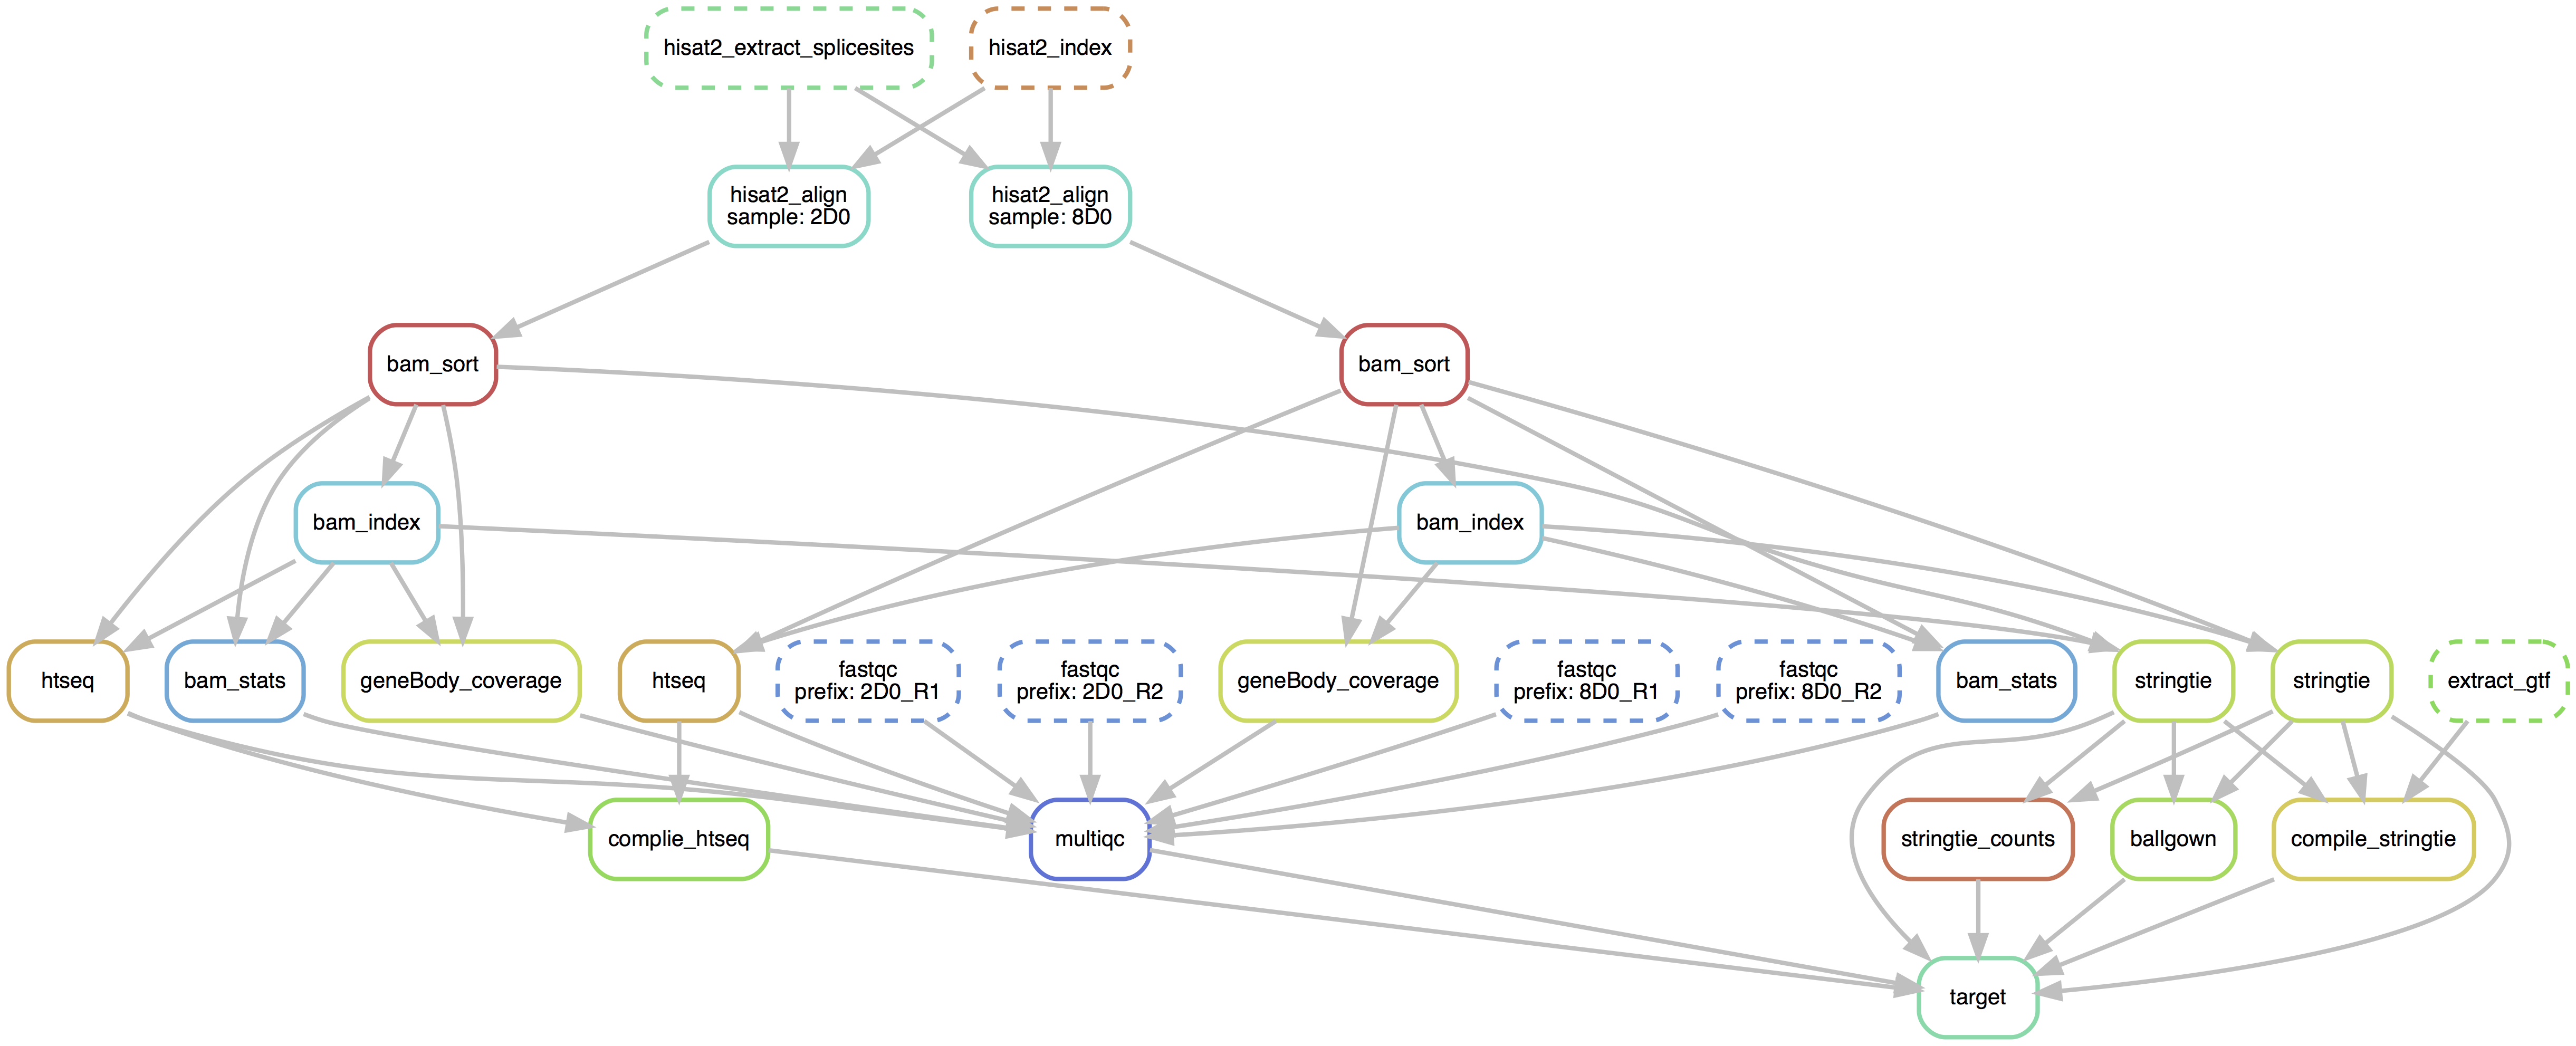 hisat2_extract_splicesites
hisat2_index
hisat2_align
sample: 2D0
hisat2_align
sample: 8D0
bam_sort
bam_sort
bam_index
bam_index
htseq
bam_stats
geneBody_coverage
htseq
fastqc
prefix: 2D0_R1
fastqc
prefix: 2D0_R2
geneBody_coverage
fastqc
prefix: 8D0_R1
fastqc
prefix: 8D0_R2
bam_stats
stringtie
stringtie
extract_gtf
complie_htseq
multiqc
stringtie_counts
ballgown
compile_stringtie
target